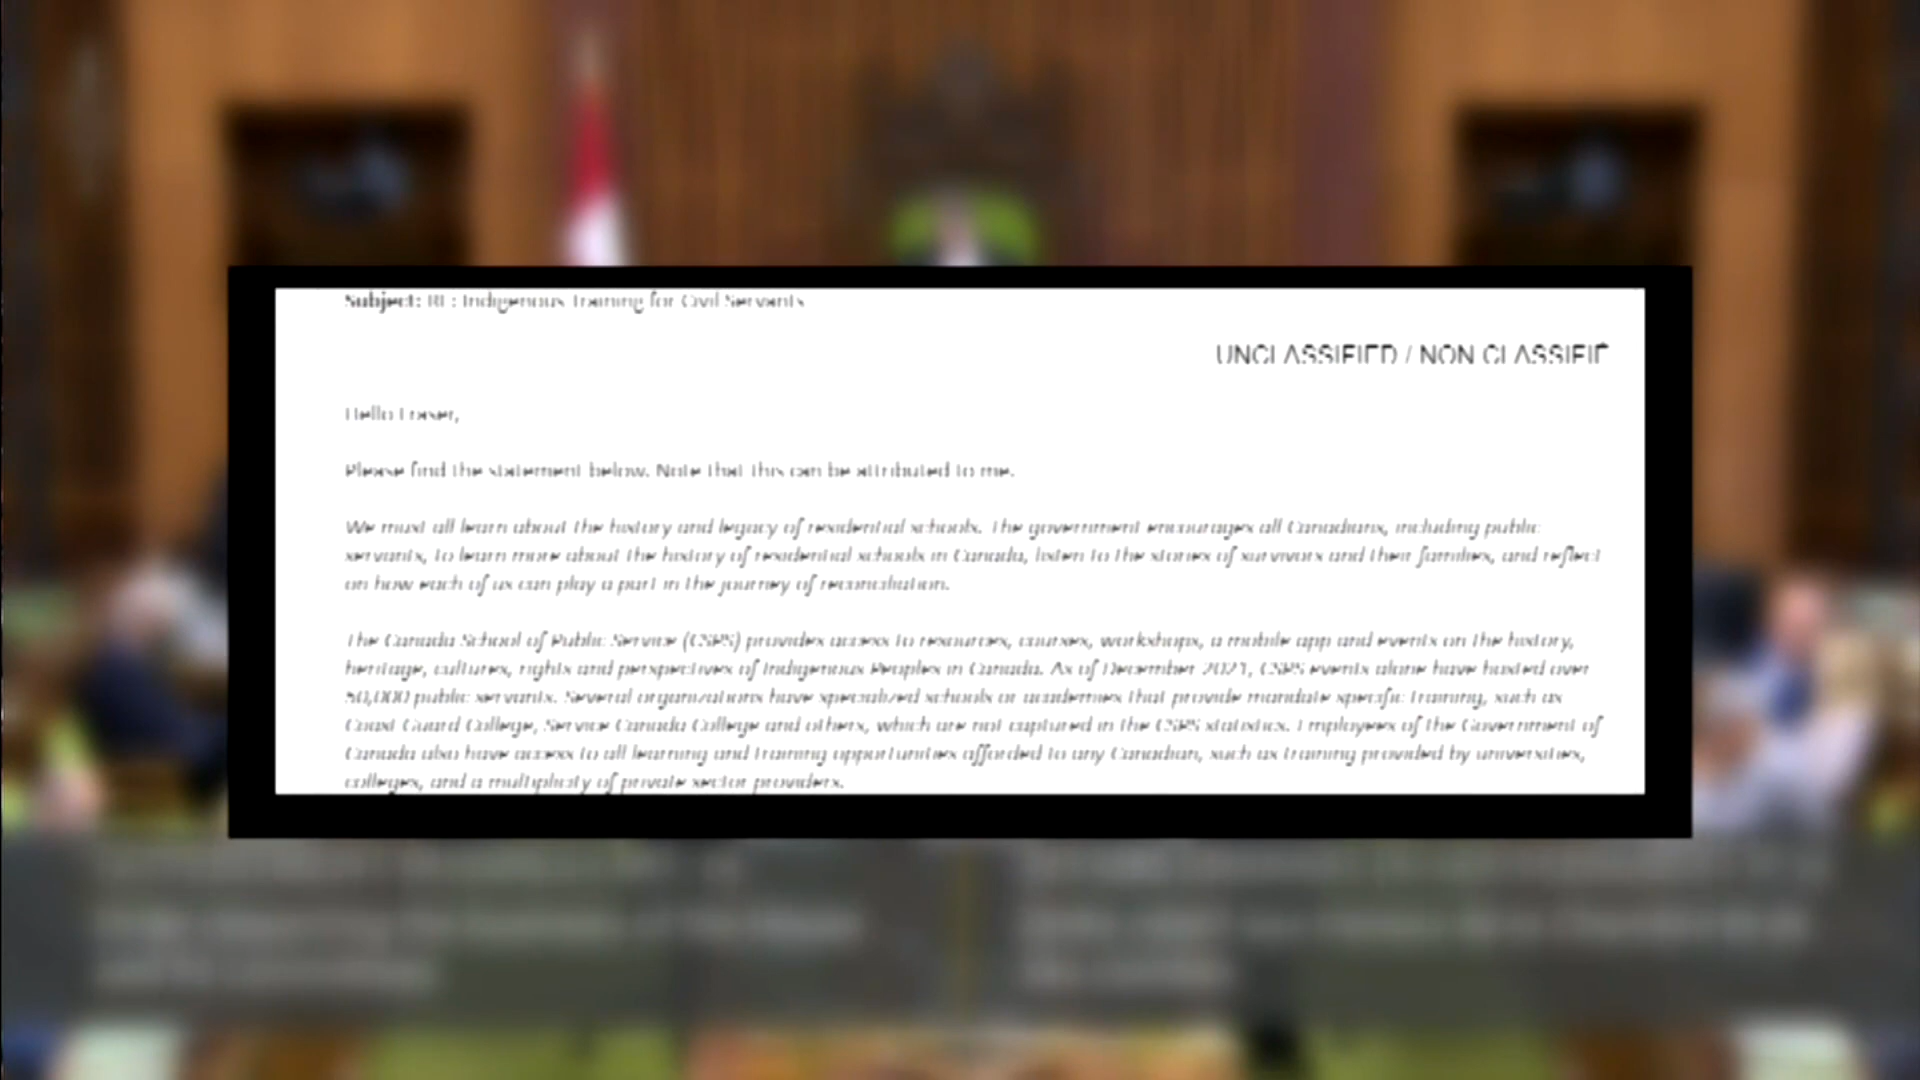 Subject: RE: Indigenous Training for Civil Servants
UNCLASSIFIED / NON CLASSIFIÉ
Hello Fraser,
Please find the statement below. Note that this can be attributed to me.
We must all learn about the history and legacy of residential schools. The government encourages all Canadians, including public
servants, to learn more about the history of residential schools in Canada, listen to the stories of survivors and their families, and reflect
on how each of us can play a part in the journey of reconciliation.
The Canada School of Public Service (CSPS) provides access to resources, courses, workshops, a mobile app and events on the history,
heritage, cultures, rights and perspectives of Indigenous Peoples in Canada. As of December 2021, CSPS events alone have hosted over
50,000 public servants. Several organizations have specialized schools or academies that provide mandate specific training, such as
Coast Guard College, Service Canada College and others, which are not captured in the CSPS statistics. Employees of the Government of
Canada also have access to all learning and training opportunities afforded to any Canadian, such as training provided by universities,
colleges, and a multiplicity of private sector providers.